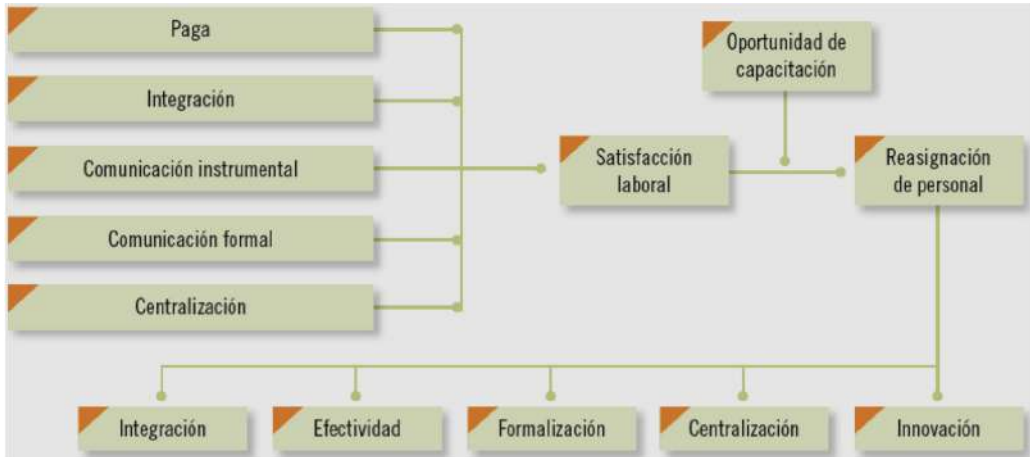 Paga
Oportunidad de
capacitación
Integración
Comunicación instrumental
Satisfacción
laboral
Reasignación
de personal
Comunicación formal
Centralización
Integración
Efectividad
Formalización
Centralización
Innovación